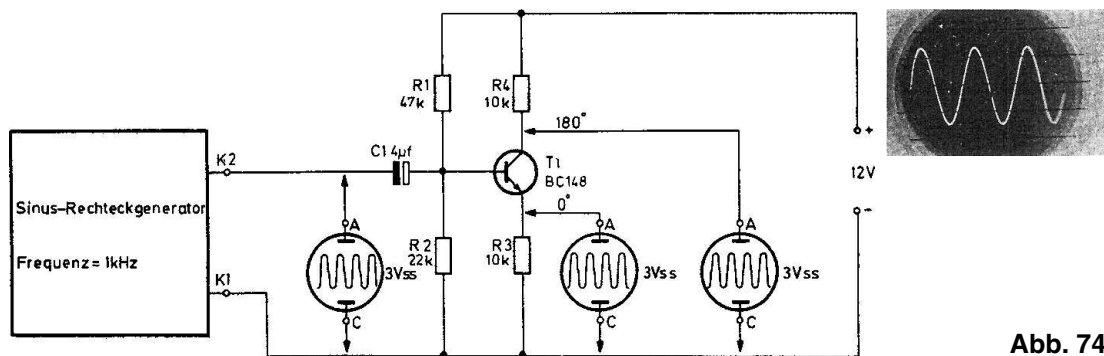 Sinus-Rechteckgenerator
Frequenz = 1kHz
K2
K1
C1 4µf
A
3Vss
C
R1
47k
R2
22k
R4
10k
180°
T1
BC148
0°
R3
10k
A
3Vss
C
A
3Vss
C
+
12V
-
Abb. 74